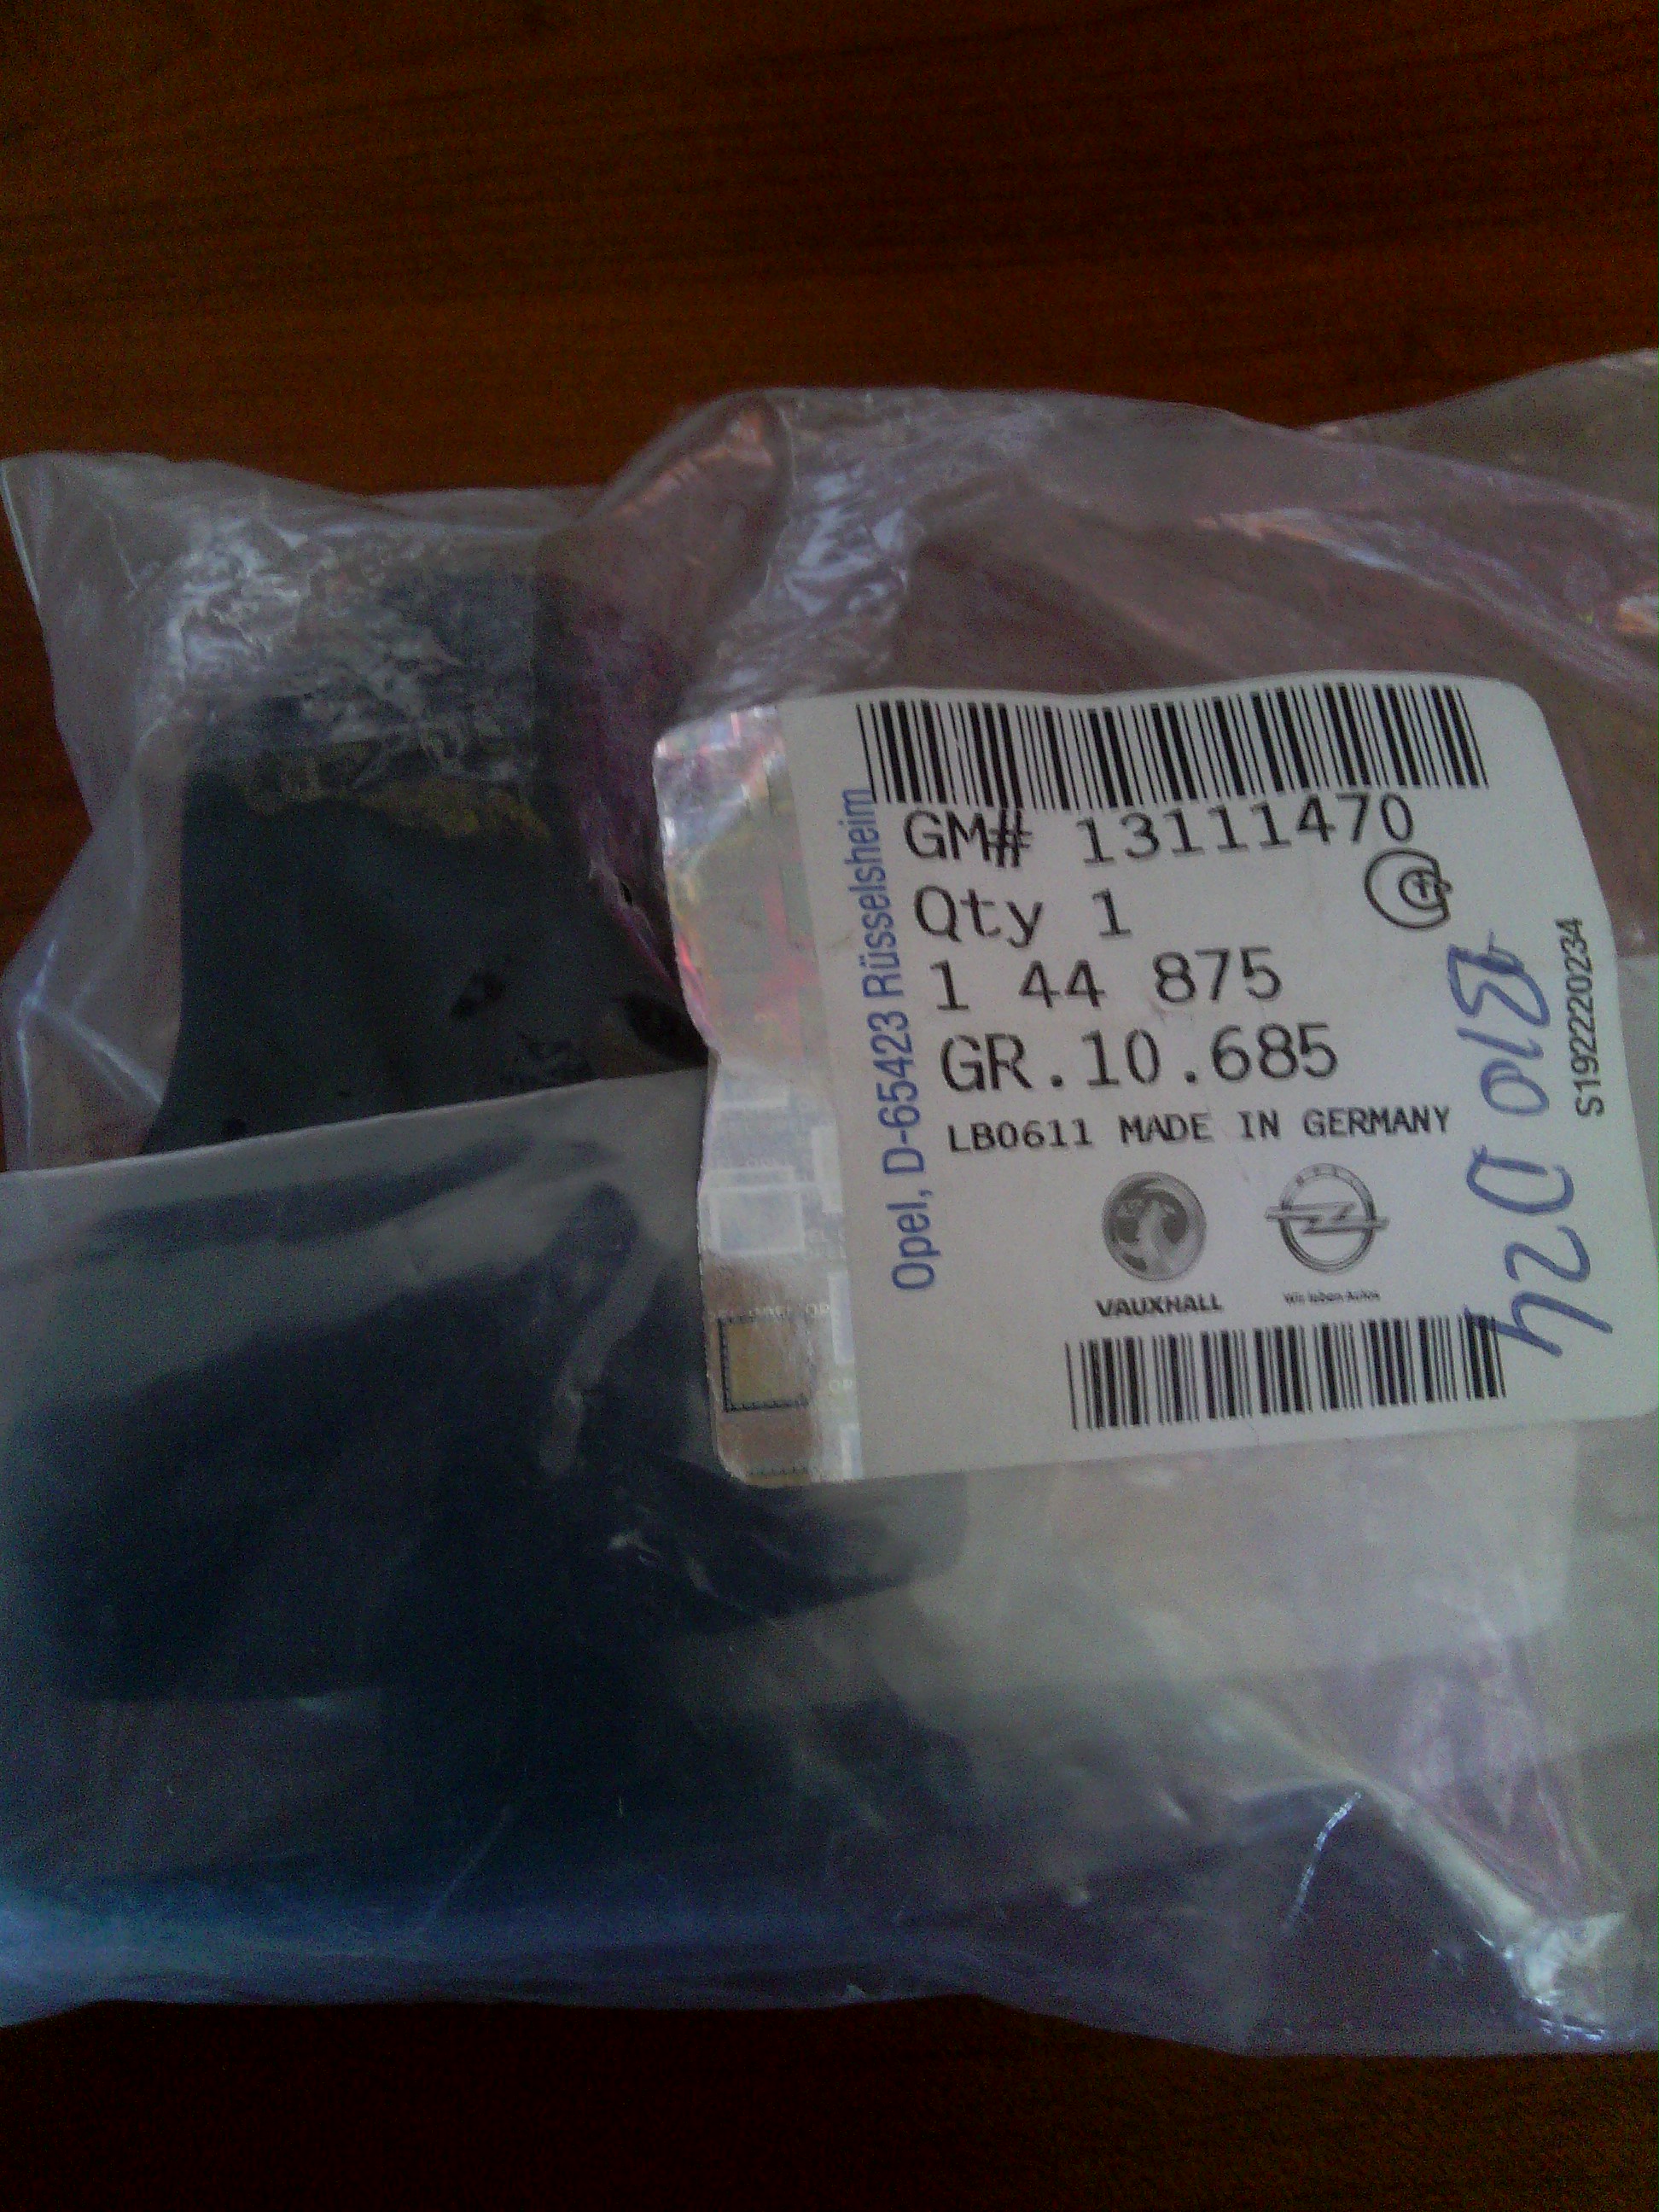 GM# 13111470
Qty 1
1 44 875
GR.10.685
LB0611 MADE IN GERMANY
VAUXHALL
Wir leben Autos
Opel, D-65423 Rüsselsheim
S192220234
D24